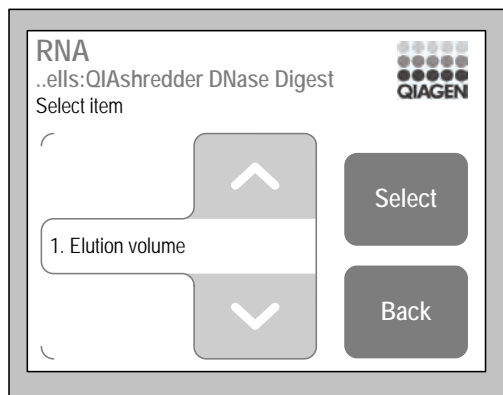 RNA
..ells:QIAshredder DNase Digest
Select item
QIAGEN
Select
1. Elution volume
Back